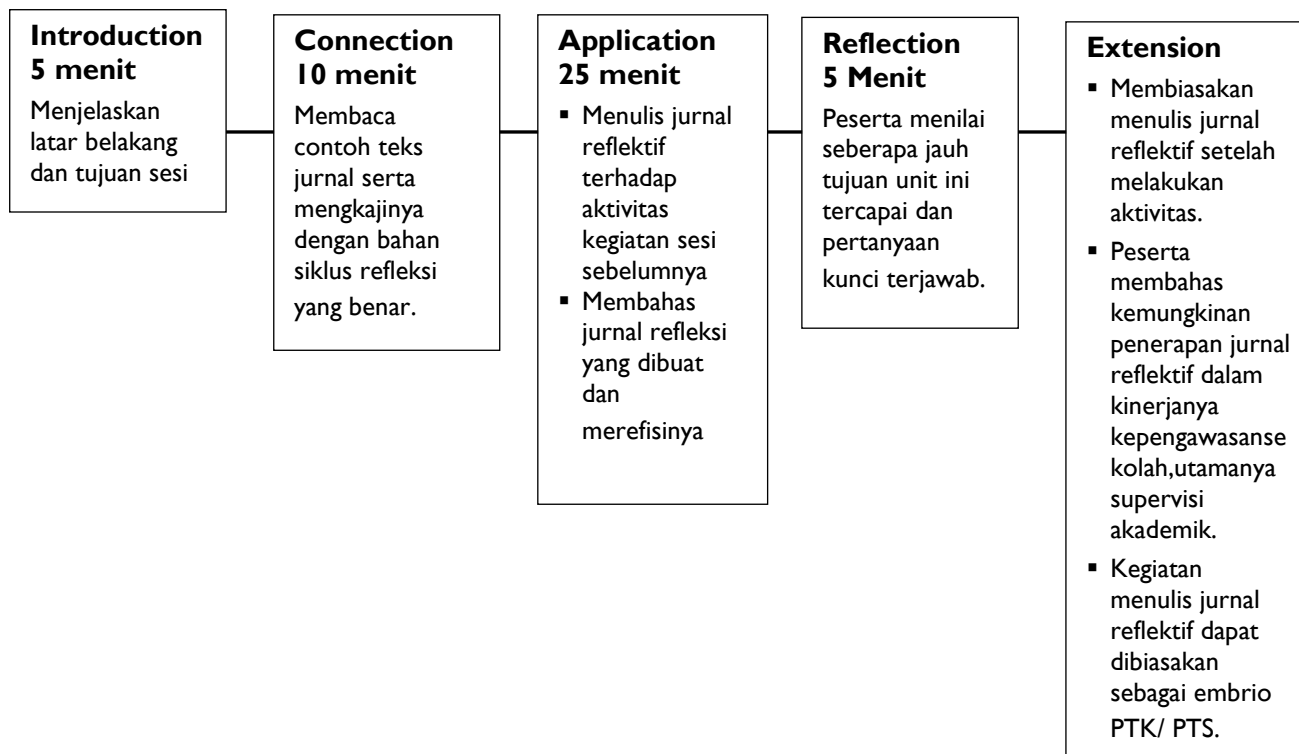 Introduction
5 menit
Menjelaskan
latar belakang
dan tujuan sesi
Connection
10 menit
Membaca
contoh teks
jurnal serta
mengkajinya
dengan bahan
siklus refleksi
yang benar.
Application
25 menit
▪ Menulis jurnal
reflektif
terhadap
aktivitas
kegiatan sesi
sebelumnya
▪ Membahas
jurnal refleksi
yang dibuat
dan
merefisinya
Reflection
5 Menit
Peserta menilai
seberapa jauh
tujuan unit ini
tercapai dan
pertanyaan
kunci terjawab.
Extension
▪ Membiasakan
menulis jurnal
reflektif setelah
melakukan
aktivitas.
▪ Peserta
membahas
kemungkinan
penerapan jurnal
reflektif dalam
kinerjanya
kepengawasanse
kolah,utamanya
supervisi
akademik.
▪ Kegiatan
menulis jurnal
reflektif dapat
dibiasakan
sebagai embrio
PTK/ PTS.